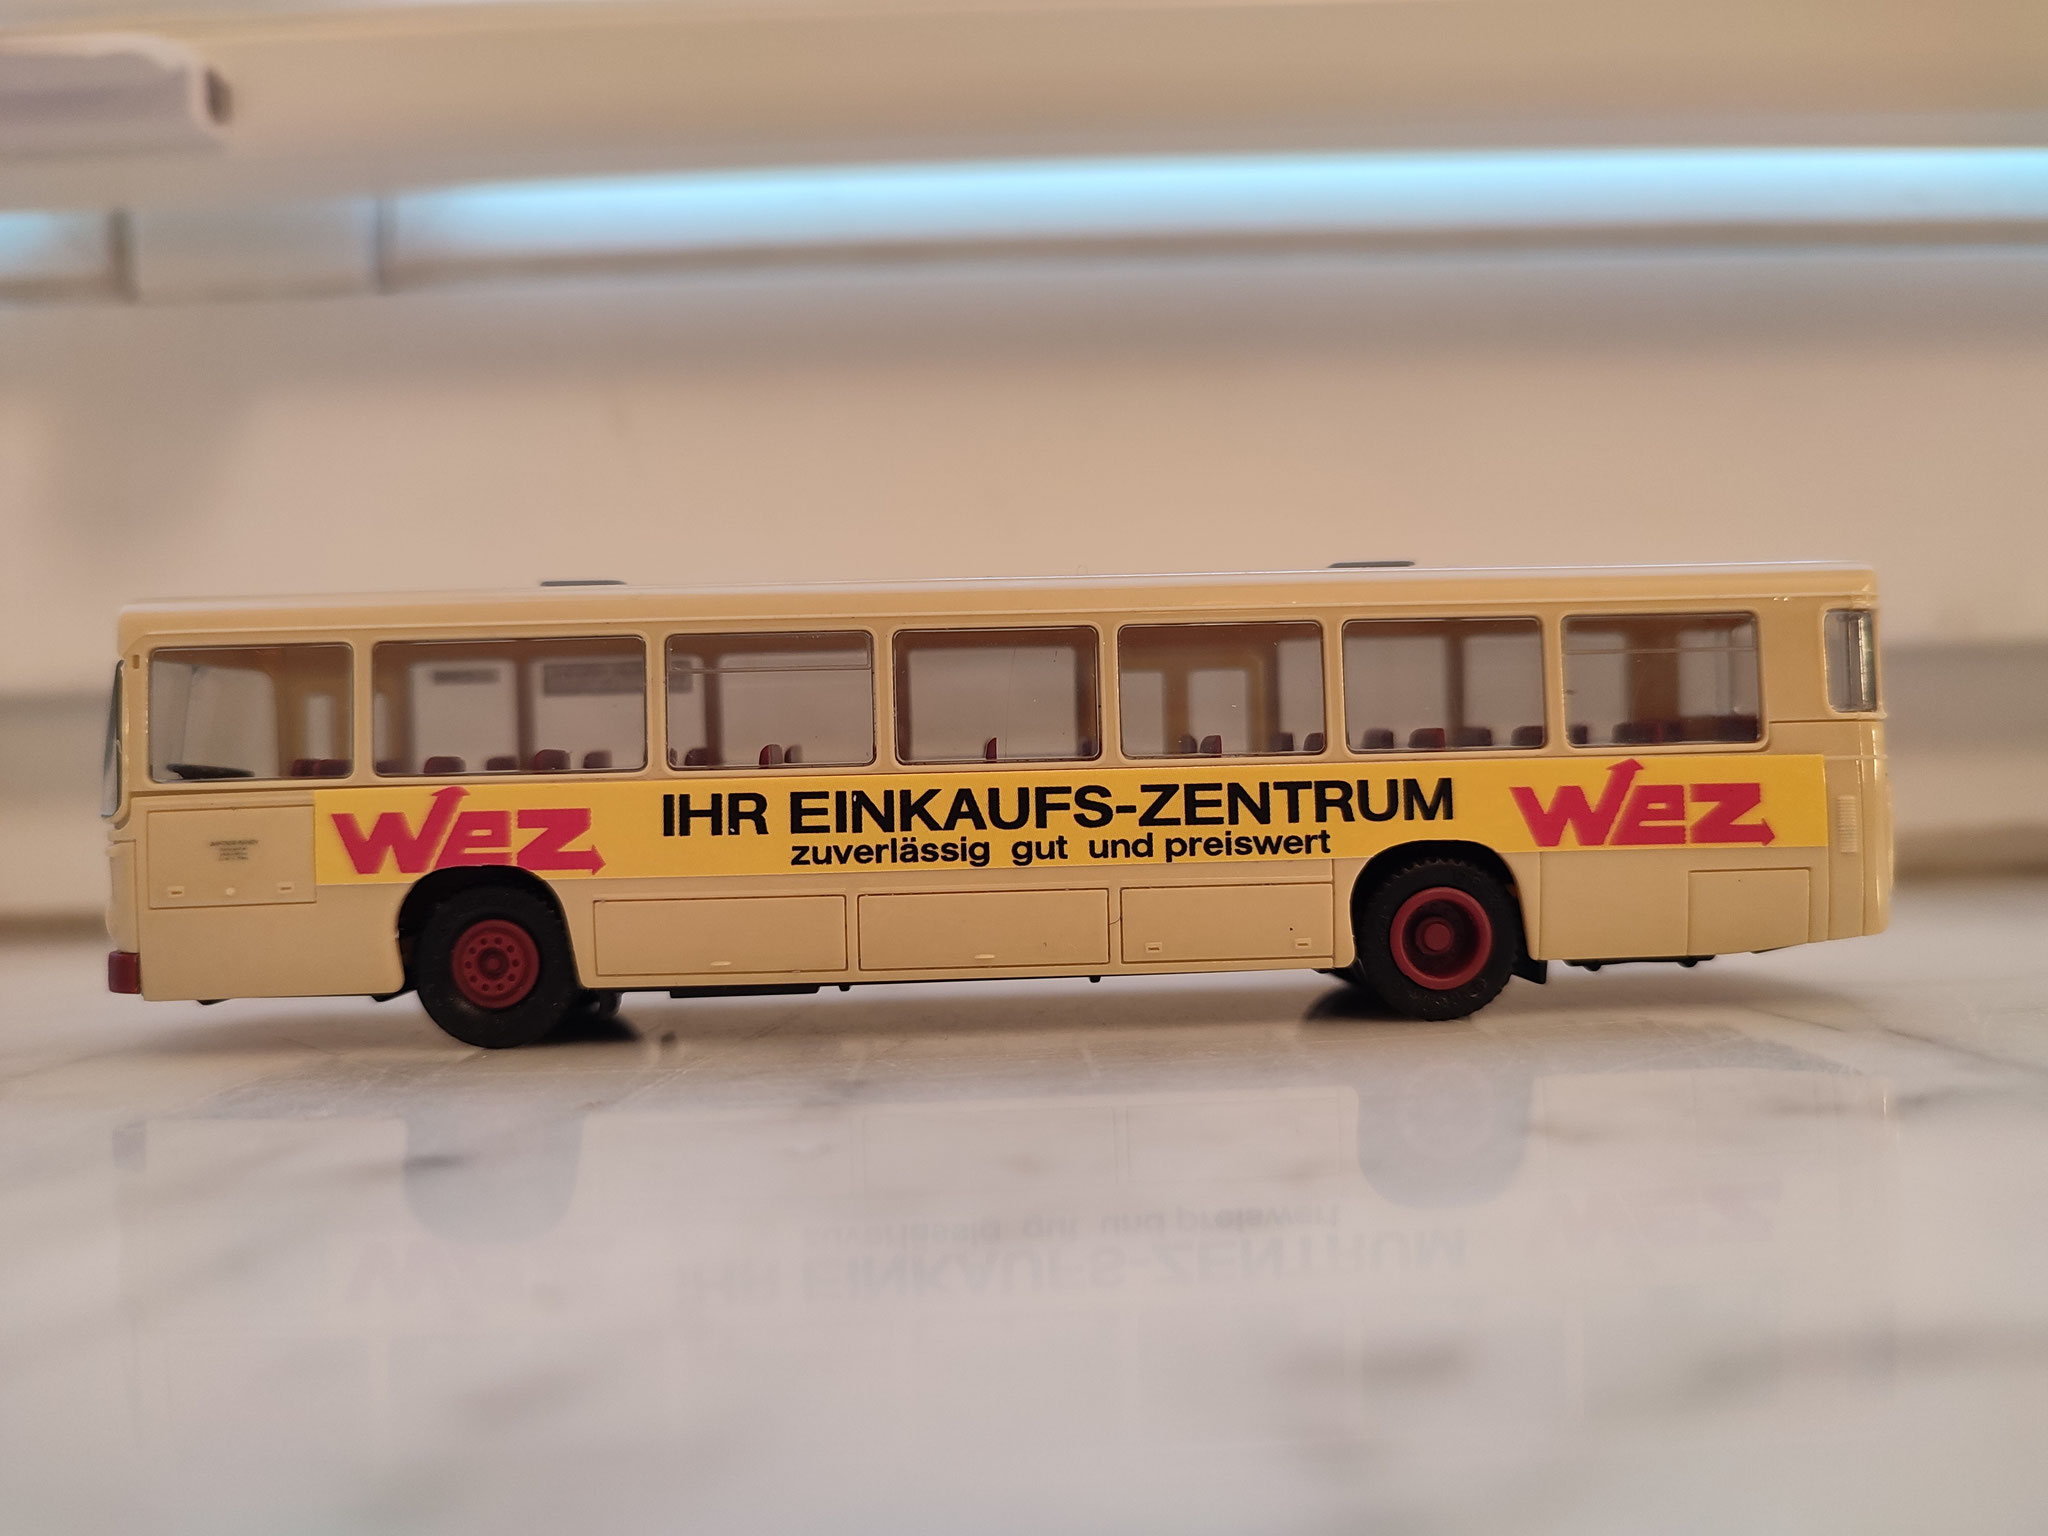 wez IHR EINKAUFS-ZENTRUM wez
zuverlässig gut und preiswert